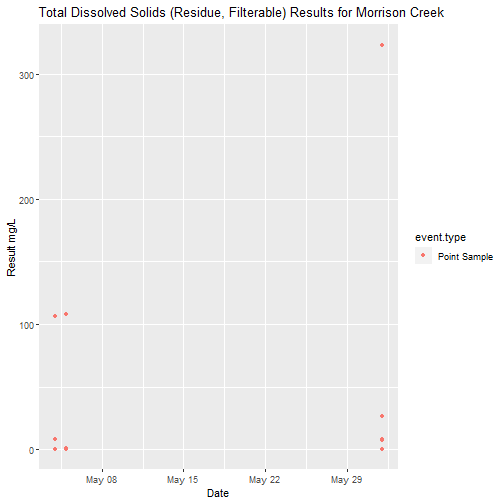 Total Dissolved Solids (Residue, Filterable) Results for Morrison Creek
300
200
100
0
Result mg/L
May 08
May 15
May 22
May 29
Date
event.type
Point Sample